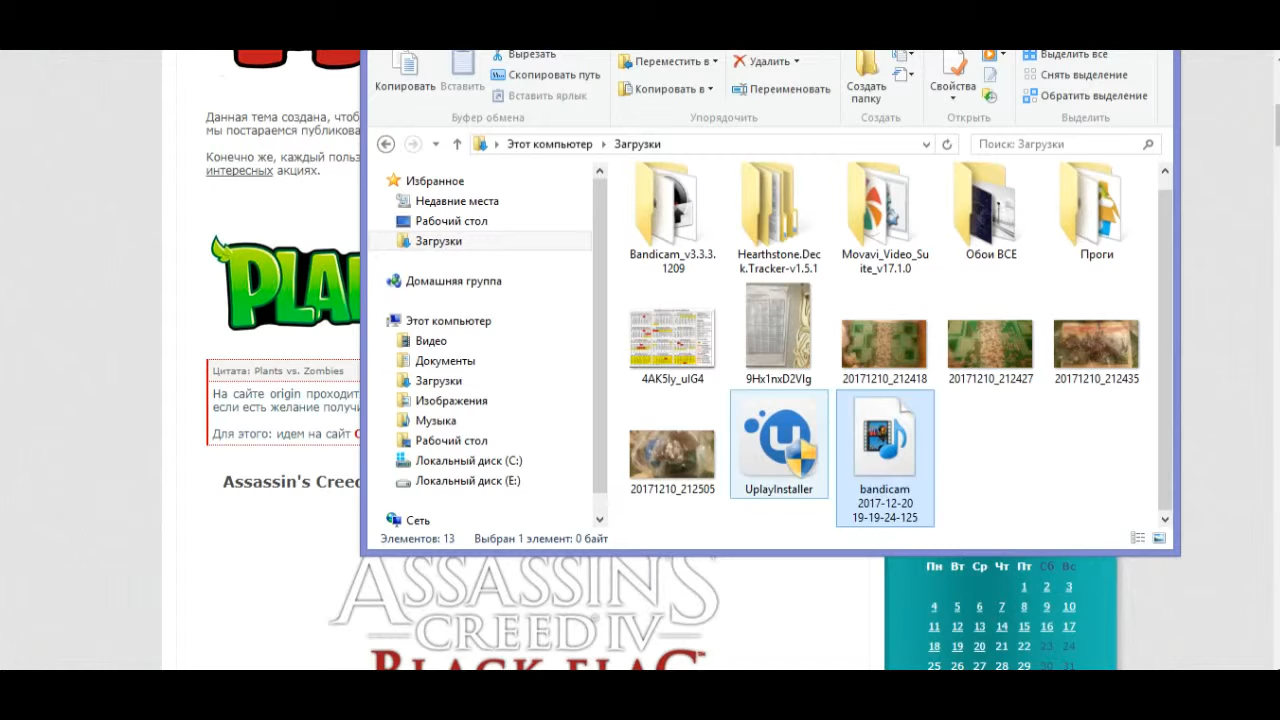 Вырезать
Скопировать путь
Вставить ярлык
Копировать
Вставить
Буфер обмена
Переместить в
Копировать в
Удалить
Переименовать
Упорядочить
Создать
папку
Создать
Свойства
Открыть
Выделить все
Снять выделение
Обратить выделение
Выделить
Этот компьютер
Загрузки
Поиск: Загрузки
Избранное
Недавние места
Рабочий стол
Загрузки
Домашняя группа
Этот компьютер
Видео
Документы
Загрузки
Изображения
Музыка
Рабочий стол
Локальный диск (C:)
Локальный диск (E:)
Сеть
Bandicam_v3.3.3.
1209
Hearthstone.Dec
k.Tracker-v1.5.1
Movavi_Video_Su
ite_v17.1.0
Обои ВСЕ
Проги
4AK5ly_uIG4
9Hx1nxD2VIg
20171210_212418
20171210_212427
20171210_212435
20171210_212505
UplayInstaller
bandicam
2017-12-20
19-19-24-125
Элементов: 13
Выбран 1 элемент: 0 байт
Данная тема создана, чтоб
мы постараемся публикова
Конечно же, каждый польз
интересных акциях.
PLA
Цитата: Plants vs. Zombies
На сайте origin проходит
если есть желание получи
Для этого: идем на сайт
Assassin's Creed
ASSASSIN'S
CREED IV
BLACK FLAG
Пн Вт Ср Чт Пт Сб Вс
1 2 3
4 5 6 7 8 9 10
11 12 13 14 15 16 17
18 19 20 21 22 23 24
25 26 27 28 29 30 31